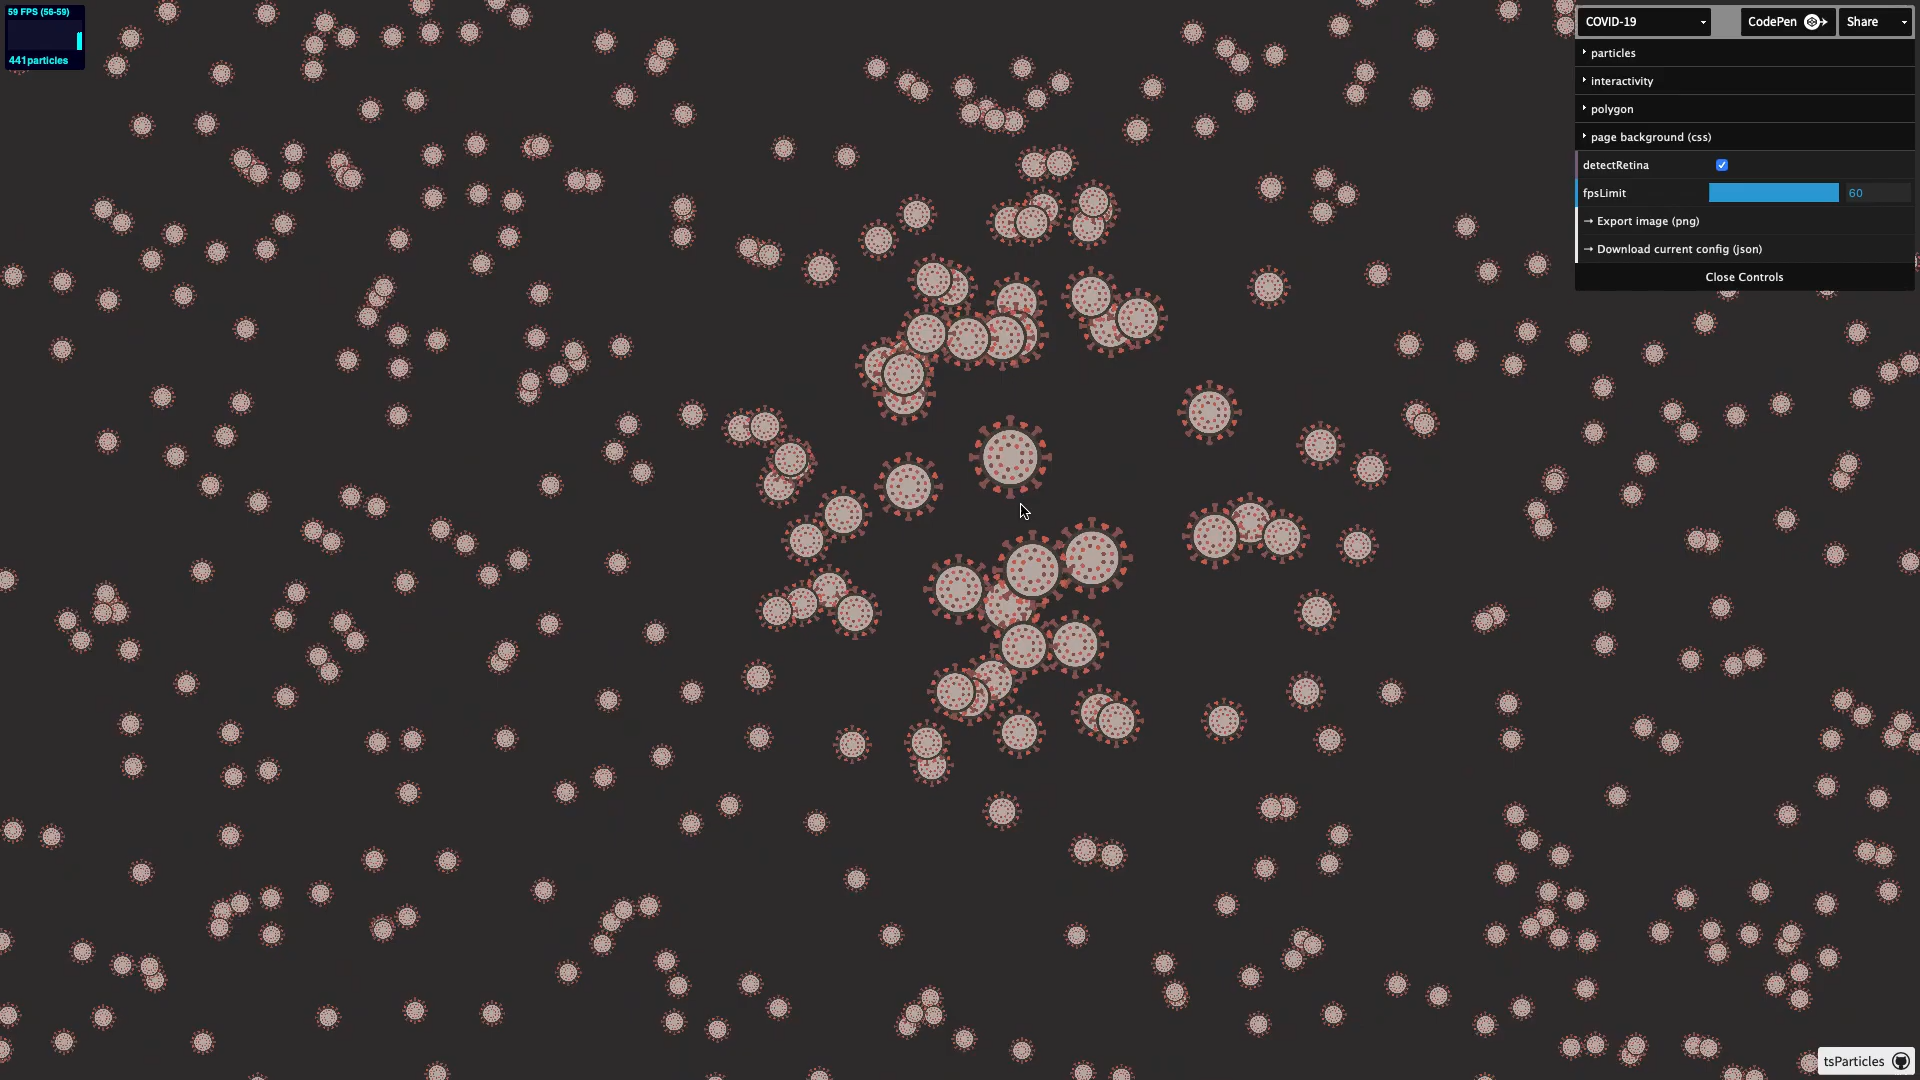 59 FPS (56-59)
441particles
COVID-19
CodePen
Share
particles
interactivity
polygon
page background (css)
detectRetina
fpsLimit 60
→ Export image (png)
→ Download current config (json)
Close Controls
tsParticles